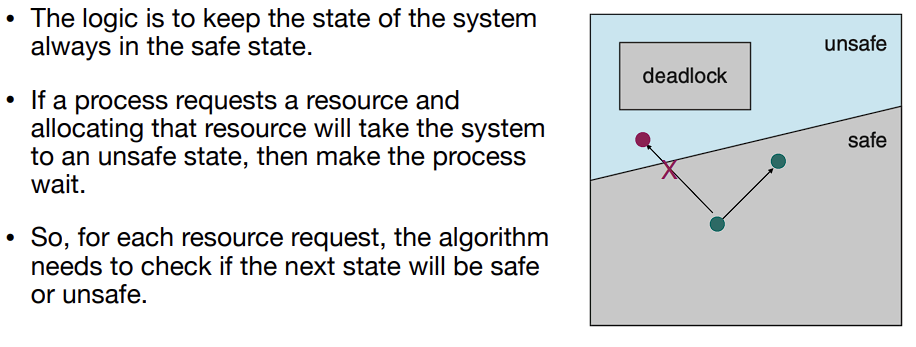 • The logic is to keep the state of the system
always in the safe state.
• If a process requests a resource and
allocating that resource will take the system
to an unsafe state, then make the process
wait.
• So, for each resource request, the algorithm
needs to check if the next state will be safe
or unsafe.
unsafe
deadlock
safe
X